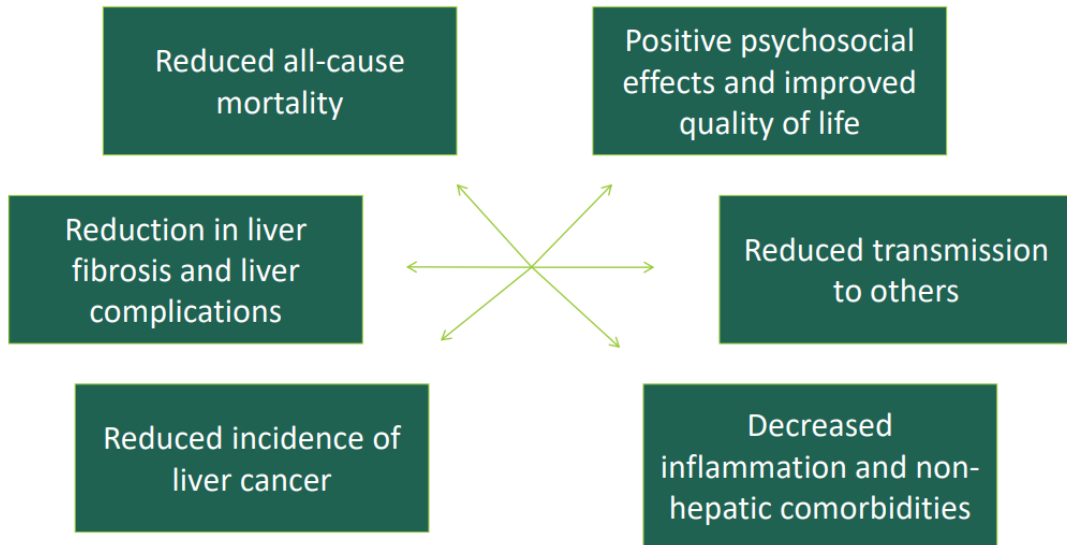 Reduced all-cause
mortality
Positive psychosocial
effects and improved
quality of life
Reduction in liver
fibrosis and liver
complications
Reduced transmission
to others
Reduced incidence of
liver cancer
Decreased
inflammation and non-
hepatic comorbidities